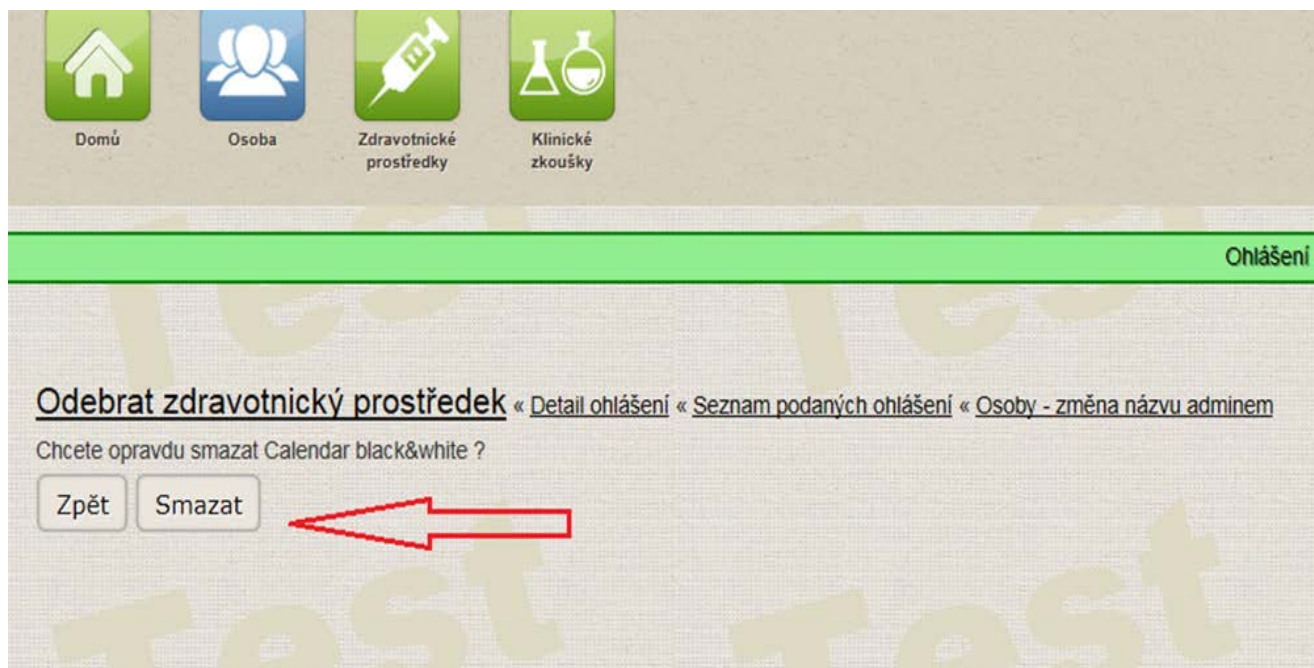 Domů
Osoba
Zdravotnické
prostředky
Klinické
zkoušky
Test Test
Ohlášení
Odebrat zdravotnický prostředek « Detail ohlášení « Seznam podaných ohlášení « Osoby - změna názvu adminem
Chcete opravdu smazat Calendar black&white ?
Zpět Smazat
Test Test